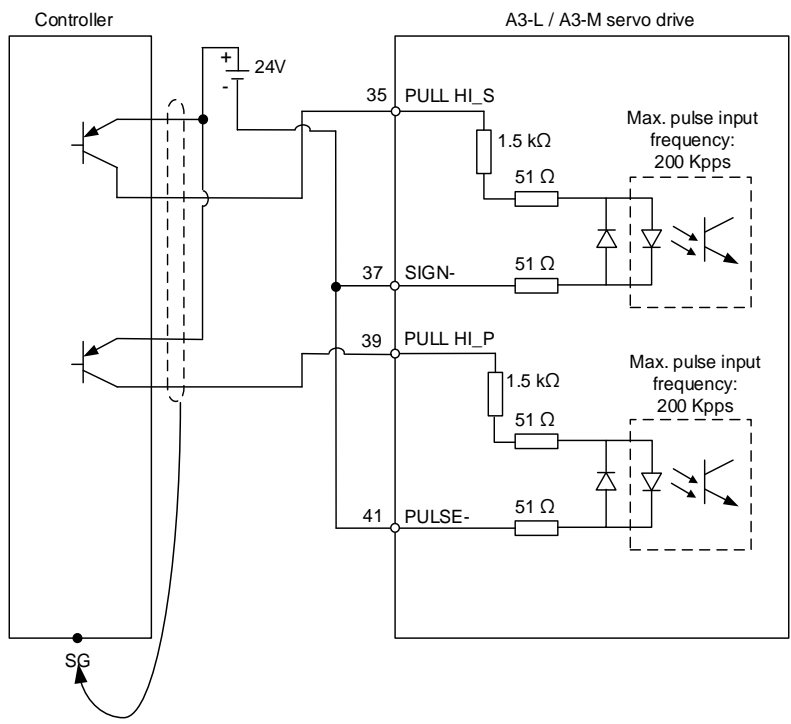 Controller
A3-L / A3-M servo drive
+
24V
-
35
PULL HI_S
1.5 kΩ
51 Ω
Max. pulse input
frequency:
200 Kpps
51 Ω
37
SIGN-
39
PULL HI_P
1.5 kΩ
51 Ω
Max. pulse input
frequency:
200 Kpps
51 Ω
41
PULSE-
SG